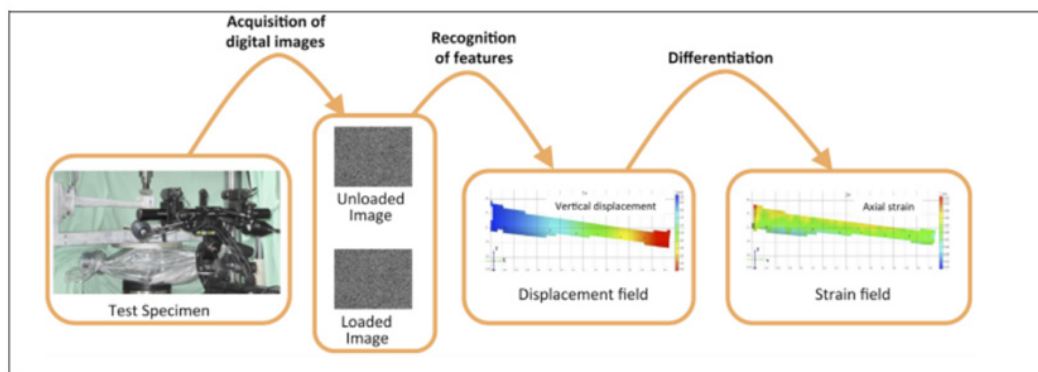 Acquisition of
digital images
Recognition
of features
Differentiation
Test Specimen
Unloaded
Image
Loaded
Image
Vertical displacement
Displacement field
Axial strain
Strain field